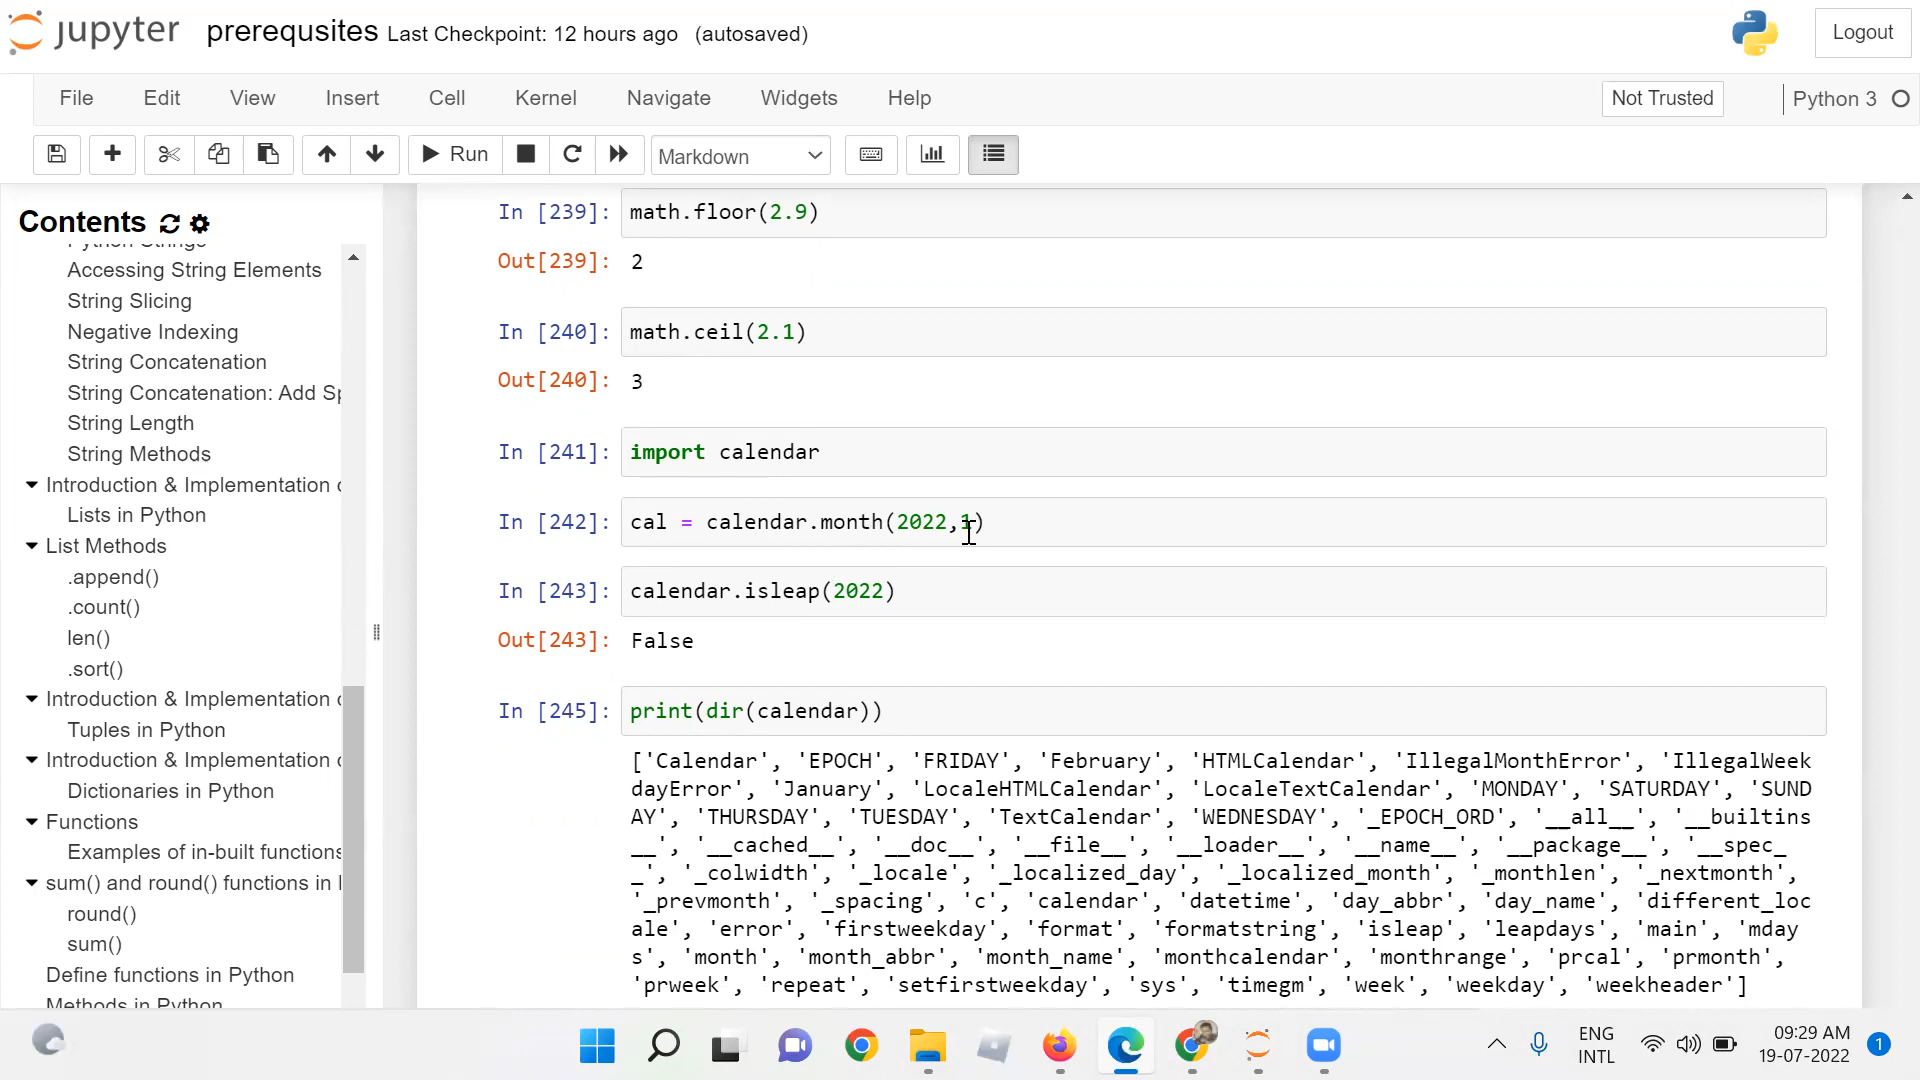 jupyter prerequsites Last Checkpoint: 12 hours ago (autosaved) Logout
File Edit View Insert Cell Kernel Navigate Widgets Help Not Trusted Python 3
Run Markdown
Contents
Python Strings
Accessing String Elements
String Slicing
Negative Indexing
String Concatenation
String Concatenation: Add Sp
String Length
String Methods
Introduction & Implementation
Lists in Python
List Methods
.append()
.count()
len()
.sort()
Introduction & Implementation
Tuples in Python
Introduction & Implementation
Dictionaries in Python
Functions
Examples of in-built functions
sum() and round() functions in
round()
sum()
Define functions in Python
Methods in Python
In [239]: math.floor(2.9)
Out[239]: 2
In [240]: math.ceil(2.1)
Out[240]: 3
In [241]: import calendar
In [242]: cal = calendar.month(2022,1)
In [243]: calendar.isleap(2022)
Out[243]: False
In [245]: print(dir(calendar))
['Calendar', 'EPOCH', 'FRIDAY', 'February', 'HTMLCalendar', 'IllegalMonthError', 'IllegalWeek
dayError', 'January', 'LocaleHTMLCalendar', 'LocaleTextCalendar', 'MONDAY', 'SATURDAY', 'SUND
AY', 'THURSDAY', 'TUESDAY', 'TextCalendar', 'WEDNESDAY', '_EPOCH_ORD', '__all__', '__builtins
__', '__cached__', '__doc__', '__file__', '__loader__', '__name__', '__package__', '__spec_
_', '_colwidth', '_locale', '_localized_day', '_localized_month', '_monthlen', '_nextmonth',
'_prevmonth', '_spacing', 'c', 'calendar', 'datetime', 'day_abbr', 'day_name', 'different_loc
ale', 'error', 'firstweekday', 'format', 'formatstring', 'isleap', 'leapdays', 'main', 'mday
s', 'month', 'month_abbr', 'month_name', 'monthcalendar', 'monthrange', 'prcal', 'prmonth',
'prweek', 'repeat', 'setfirstweekday', 'sys', 'timegm', 'week', 'weekday', 'weekheader']
ENG
INTL
09:29 AM
19-07-2022
1